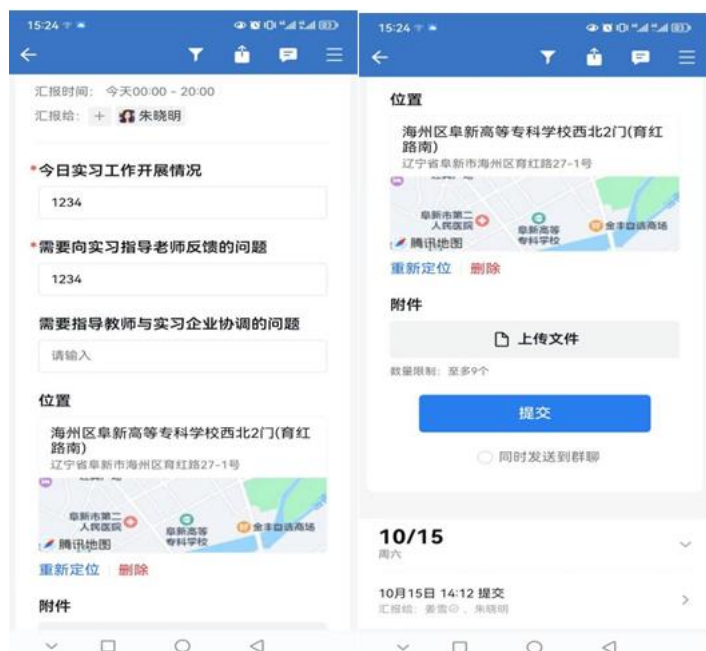 15:24
汇报时间： 今天00:00 - 20:00
汇报给： + 朱晓明
*今日实习工作开展情况
1234
*需要向实习指导老师反馈的问题
1234
需要指导教师与实习企业协调的问题
请输入
位置
海州区阜新高等专科学校西北2门(育红
路南)
辽宁省阜新市海州区育红路27-1号
阜新市第二
人民医院
阜新高等
专科学校
腾讯地图
重新定位 删除
附件
15:24
位置
海州区阜新高等专科学校西北2门(育红
路南)
辽宁省阜新市海州区育红路27-1号
阜新市第二
人民医院
阜新高等
专科学校
腾讯地图
重新定位 删除
附件
上传文件
数量限制： 至多9个
提交
同时发送到群聊
10/15
周六
10月15日 14:12 提交
汇报给： 姜雪 、朱晓明